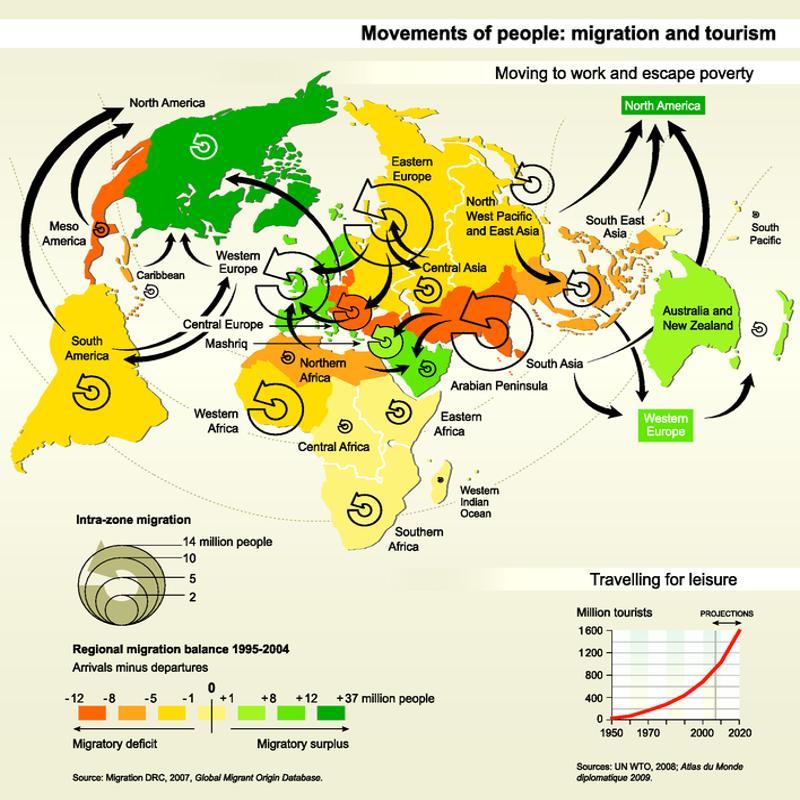 Movements of people: migration and tourism
Moving to work and escape poverty
North America
North America
Eastern
Europe
North
West Pacific
and East Asia
South East
Asia
South
Pacific
Meso
America
Caribbean
Western
Europe
Central Asia
Central Europe
Mashriq
South
America
Northern
Africa
Australia and
New Zealand
South Asia
Arabian Peninsula
Western
Africa
Central Africa
Eastern
Africa
Western
Europe
Western
Indian
Ocean
Southern
Africa
Intra-zone migration
14 million people
10
5
2
Regional migration balance 1995-2004
Arrivals minus departures
0
-12 -8 -5 -1 +1 +8 +12 +37 million people
Migratory deficit Migratory surplus
Source: Migration DRC, 2007, Global Migrant Origin Database.
Travelling for leisure
Million tourists
PROJECTIONS
1600
1200
800
400
0
1950 1970 2000 2020
Sources: UN WTO, 2008; Atlas du Monde
diplomatique 2009.